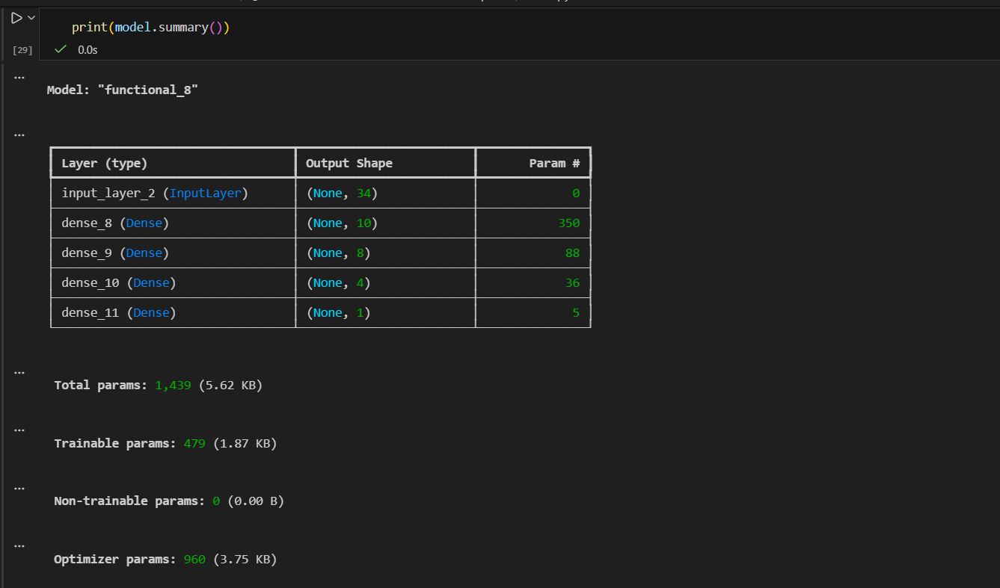 print(model.summary())
[29] 0.0s
...
Model: "functional_8"
...
Layer (type) Output Shape Param #
input_layer_2 (InputLayer) (None, 34) 0
dense_8 (Dense) (None, 10) 350
dense_9 (Dense) (None, 8) 88
dense_10 (Dense) (None, 4) 36
dense_11 (Dense) (None, 1) 5
...
Total params: 1,439 (5.62 KB)
...
Trainable params: 479 (1.87 KB)
...
Non-trainable params: 0 (0.00 B)
...
Optimizer params: 960 (3.75 KB)